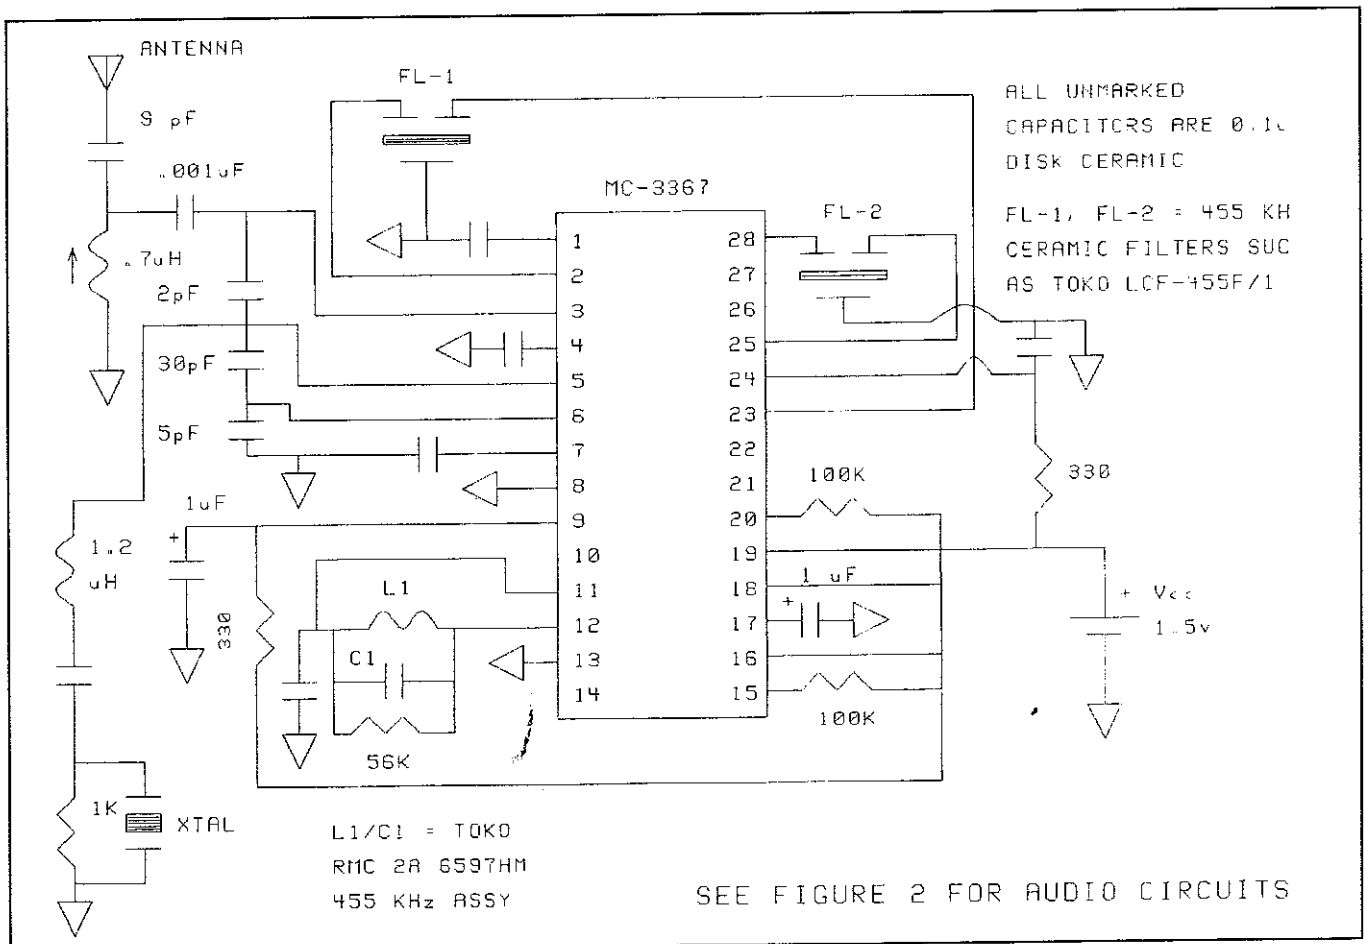 ANTENNA
FL-1
9 pF
.001uF
ALL UNMARKED
CAPACITORS ARE 0.1
DISK CERAMIC
MC-3367
FL-2
FL-1, FL-2 = 455 KH
CERAMIC FILTERS SUC
AS TOKO LCF-455F/1
.7uH
2pF
30pF
5pF
1uF
1.2
uH
330
L1
C1
56K
1
2
3
4
5
6
7
8
9
10
11
12
13
14
28
27
26
25
24
23
22
21
20
19
18
17
16
15
100K
330
1 uF
+
+
100K
+ Vcc
1.5v
1K
XTAL
L1/C1 = TOKO
RMC 2A 6597HM
455 KHz ASSY
SEE FIGURE 2 FOR AUDIO CIRCUITS